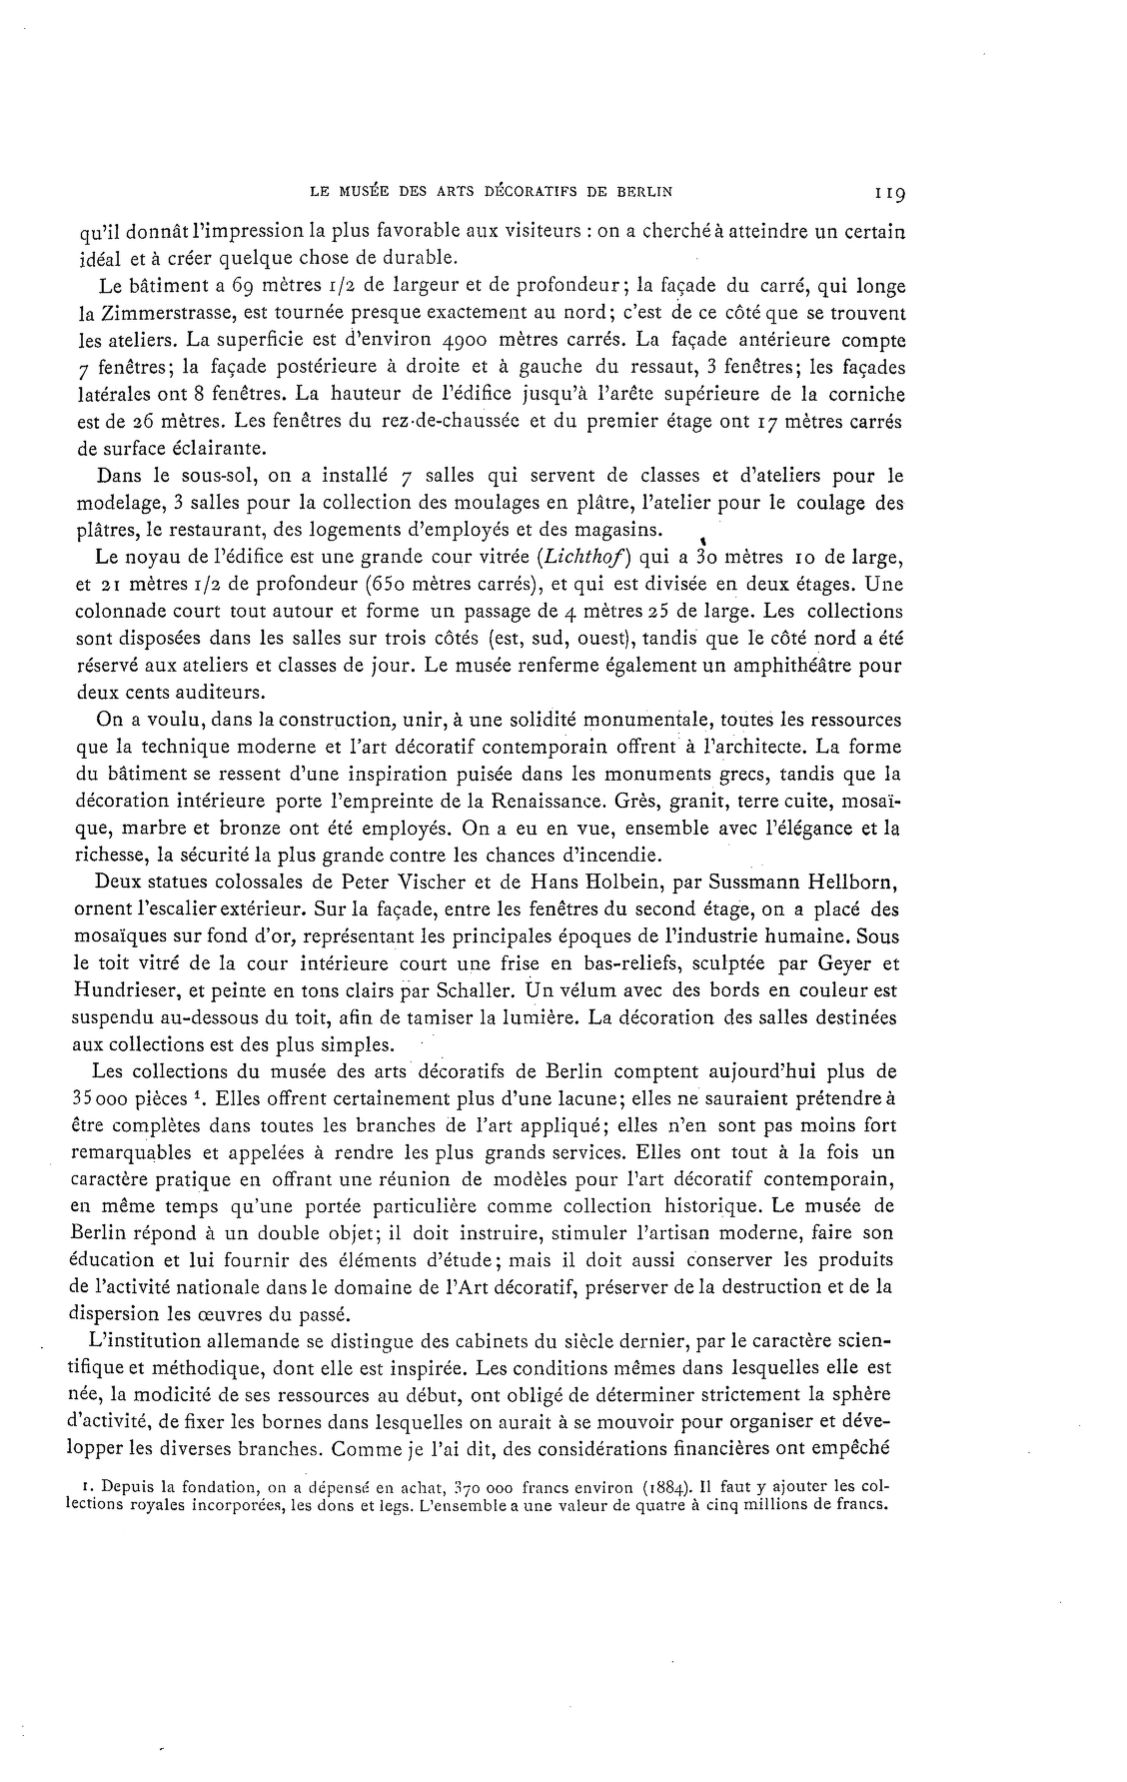 LE MUSÉE DES ARTS DÉCORATIFS DE BERLIN 119
qu'il donnât l'impression la plus favorable aux visiteurs : on a cherché à atteindre un certain
idéal et à créer quelque chose de durable.
Le bâtiment a 69 mètres 1/2 de largeur et de profondeur; la façade du carré, qui longe
la Zimmerstrasse, est tournée presque exactement au nord; c'est de ce côté que se trouvent
les ateliers. La superficie est d'environ 4900 mètres carrés. La façade antérieure compte
7 fenêtres; la façade postérieure à droite et à gauche du ressaut, 3 fenêtres; les façades
latérales ont 8 fenêtres. La hauteur de l'édifice jusqu'à l'arête supérieure de la corniche
est de 26 mètres. Les fenêtres du rez-de-chaussée et du premier étage ont 17 mètres carrés
de surface éclairante.
Dans le sous-sol, on a installé 7 salles qui servent de classes et d'ateliers pour le
modelage, 3 salles pour la collection des moulages en plâtre, l'atelier pour le coulage des
plâtres, le restaurant, des logements d'employés et des magasins.
Le noyau de l'édifice est une grande cour vitrée (Lichthof) qui a 30 mètres 10 de large,
et 21 mètres 1/2 de profondeur (650 mètres carrés), et qui est divisée en deux étages. Une
colonnade court tout autour et forme un passage de 4 mètres 25 de large. Les collections
sont disposées dans les salles sur trois côtés (est, sud, ouest), tandis que le côté nord a été
réservé aux ateliers et classes de jour. Le musée renferme également un amphithéâtre pour
deux cents auditeurs.
On a voulu, dans la construction, unir, à une solidité monumentale, toutes les ressources
que la technique moderne et l'art décoratif contemporain offrent à l'architecte. La forme
du bâtiment se ressent d'une inspiration puisée dans les monuments grecs, tandis que la
décoration intérieure porte l'empreinte de la Renaissance. Grès, granit, terre cuite, mosaï-
que, marbre et bronze ont été employés. On a eu en vue, ensemble avec l'élégance et la
richesse, la sécurité la plus grande contre les chances d'incendie.
Deux statues colossales de Peter Vischer et de Hans Holbein, par Sussmann Hellborn,
ornent l'escalier extérieur. Sur la façade, entre les fenêtres du second étage, on a placé des
mosaïques sur fond d'or, représentant les principales époques de l'industrie humaine. Sous
le toit vitré de la cour intérieure court une frise en bas-reliefs, sculptée par Geyer et
Hundrieser, et peinte en tons clairs par Schaller. Un vélum avec des bords en couleur est
suspendu au-dessous du toit, afin de tamiser la lumière. La décoration des salles destinées
aux collections est des plus simples.
Les collections du musée des arts décoratifs de Berlin comptent aujourd'hui plus de
35000 pièces ¹. Elles offrent certainement plus d'une lacune; elles ne sauraient prétendre à
être complètes dans toutes les branches de l'art appliqué; elles n'en sont pas moins fort
remarquables et appelées à rendre les plus grands services. Elles ont tout à la fois un
caractère pratique en offrant une réunion de modèles pour l'art décoratif contemporain,
en même temps qu'une portée particulière comme collection historique. Le musée de
Berlin répond à un double objet; il doit instruire, stimuler l'artisan moderne, faire son
éducation et lui fournir des éléments d'étude; mais il doit aussi conserver les produits
de l'activité nationale dans le domaine de l'Art décoratif, préserver de la destruction et de la
dispersion les œuvres du passé.
L'institution allemande se distingue des cabinets du siècle dernier, par le caractère scien-
tifique et méthodique, dont elle est inspirée. Les conditions mêmes dans lesquelles elle est
née, la modicité de ses ressources au début, ont obligé de déterminer strictement la sphère
d'activité, de fixer les bornes dans lesquelles on aurait à se mouvoir pour organiser et déve-
lopper les diverses branches. Comme je l'ai dit, des considérations financières ont empêché
1. Depuis la fondation, on a dépensé en achat, 370 000 francs environ (1884). Il faut y ajouter les col-
lections royales incorporées, les dons et legs. L'ensemble a une valeur de quatre à cinq millions de francs.